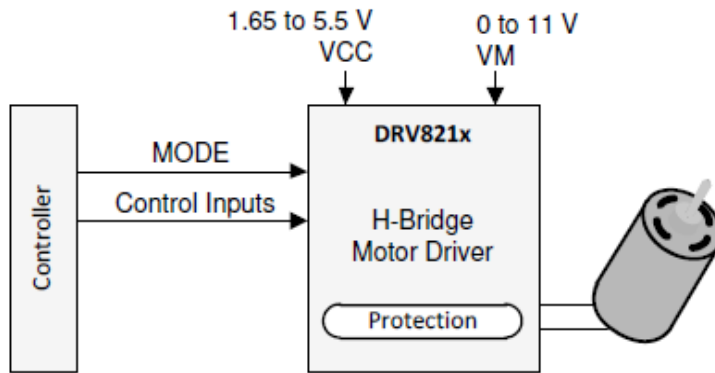 1.65 to 5.5 V
VCC
0 to 11 V
VM
DRV821x
MODE
Control Inputs
Controller
H-Bridge
Motor Driver
Protection